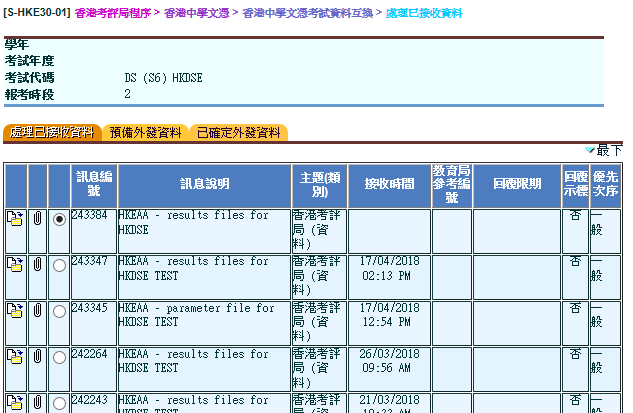 [S-HKE30-01] 香港考評局程序 > 香港中學文憑 > 香港中學文憑考試資料互換 > 處理已接收資料
學年
考試年度
考試代碼 DS (S6) HKDSE
報考時段 2
處理已接收資料 預備外發資料 已確定外發資料
最下
訊息編號 訊息說明 主題(類別) 接收時間 教育局參考編號 回覆限期 回覆示標 優先次序
243384 HKEAA - results files for HKDSE 香港考評局 (資料) 否 一般
243347 HKEAA - results files for HKDSE TEST 香港考評局 (資料) 17/04/2018 02:13 PM 否 一般
243345 HKEAA - parameter file for HKDSE TEST 香港考評局 (資料) 17/04/2018 12:54 PM 否 一般
242264 HKEAA - results files for HKDSE TEST 香港考評局 (資料) 26/03/2018 09:56 AM 否 一般
242243 HKEAA - results files for HKDSE TEST 香港考評局 (資 21/03/2018 否 一般